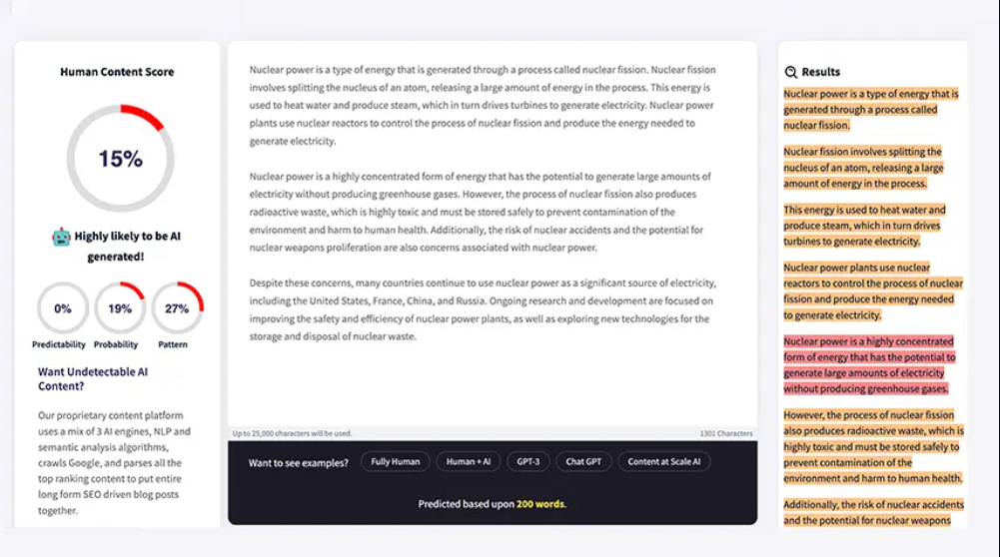 Human Content Score
15%
Highly likely to be AI
generated!
0%
19%
27%
Predictability
Probability
Pattern
Want Undetectable AI
Content?
Our proprietary content platform
uses a mix of 3 AI engines, NLP and
semantic analysis algorithms,
crawls Google, and parses all the
top ranking content to put entire
long form SEO driven blog posts
together.
Nuclear power is a type of energy that is generated through a process called nuclear fission. Nuclear fission
involves splitting the nucleus of an atom, releasing a large amount of energy in the process. This energy is
used to heat water and produce steam, which in turn drives turbines to generate electricity. Nuclear power
plants use nuclear reactors to control the process of nuclear fission and produce the energy needed to
generate electricity.
Nuclear power is a highly concentrated form of energy that has the potential to generate large amounts of
electricity without producing greenhouse gases. However, the process of nuclear fission also produces
radioactive waste, which is highly toxic and must be stored safely to prevent contamination of the
environment and harm to human health. Additionally, the risk of nuclear accidents and the potential for
nuclear weapons proliferation are also concerns associated with nuclear power.
Despite these concerns, many countries continue to use nuclear power as a significant source of electricity,
including the United States, France, China, and Russia. Ongoing research and development are focused on
improving the safety and efficiency of nuclear power plants, as well as exploring new technologies for the
storage and disposal of nuclear waste.
Up to 25,000 characters will be used.
1301 Characters
Want to see examples?
Fully Human
Human + AI
GPT-3
Chat GPT
Content at Scale AI
Predicted based upon 200 words.
Results
Nuclear power is a type of energy that is
generated through a process called
nuclear fission.
Nuclear fission involves splitting the
nucleus of an atom, releasing a large
amount of energy in the process.
This energy is used to heat water and
produce steam, which in turn drives
turbines to generate electricity.
Nuclear power plants use nuclear
reactors to control the process of nuclear
fission and produce the energy needed
to generate electricity.
Nuclear power is a highly concentrated
form of energy that has the potential to
generate large amounts of electricity
without producing greenhouse gases.
However, the process of nuclear fission
also produces radioactive waste, which is
highly toxic and must be stored safely to
prevent contamination of the
environment and harm to human health.
Additionally, the risk of nuclear accidents
and the potential for nuclear weapons